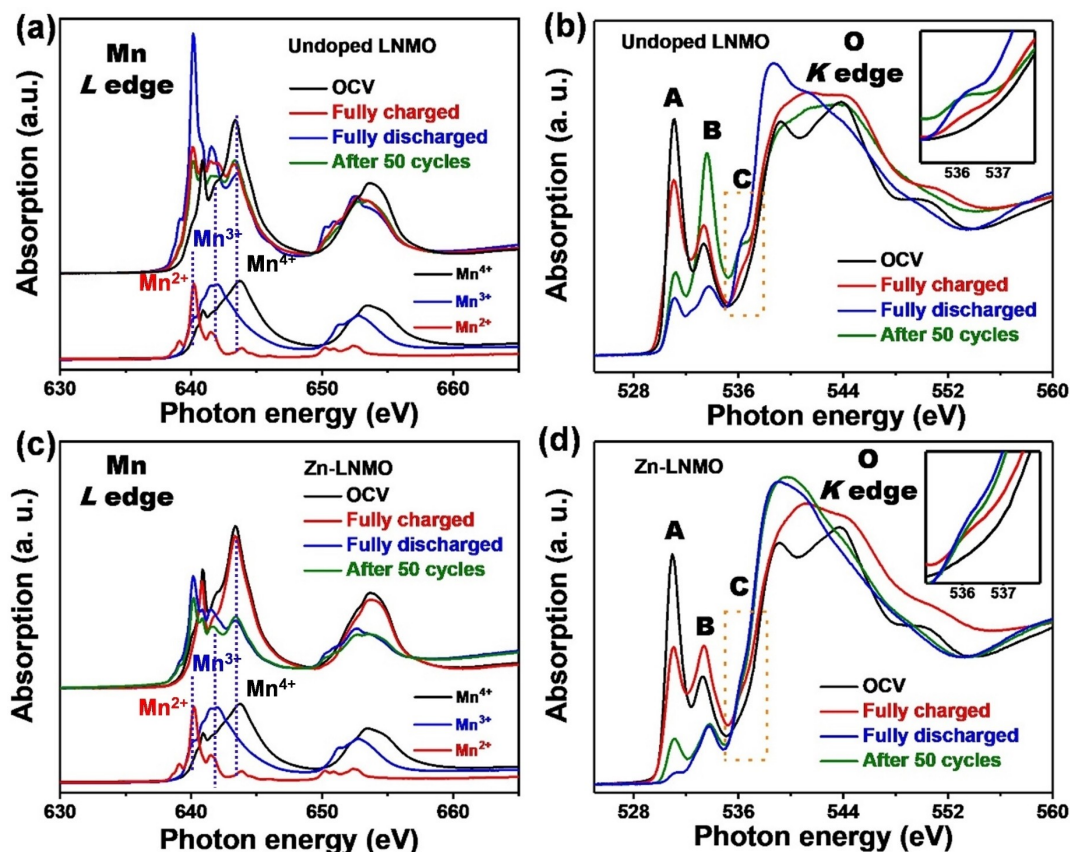 (a)
Mn
L edge
Undoped LNMO
OCV
Fully charged
Fully discharged
After 50 cycles
Mn3+
Mn2+
Mn4+
Mn4+
Mn3+
Mn2+
Absorption (a.u.)
630 640 650 660
Photon energy (eV)
(b)
Undoped LNMO
O
K edge
A
B
C
536 537
OCV
Fully charged
Fully discharged
After 50 cycles
Absorption (a. u.)
528 536 544 552 560
Photon energy (eV)
(c)
Mn
L edge
Zn-LNMO
OCV
Fully charged
Fully discharged
After 50 cycles
Mn3+
Mn2+
Mn4+
Mn4+
Mn3+
Mn2+
Absorption (a. u.)
630 640 650 660
Photon energy (eV)
(d)
Zn-LNMO
O
K edge
A
B
C
536 537
OCV
Fully charged
Fully discharged
After 50 cycles
Absorption (a. u.)
528 536 544 552 560
Photon energy (eV)